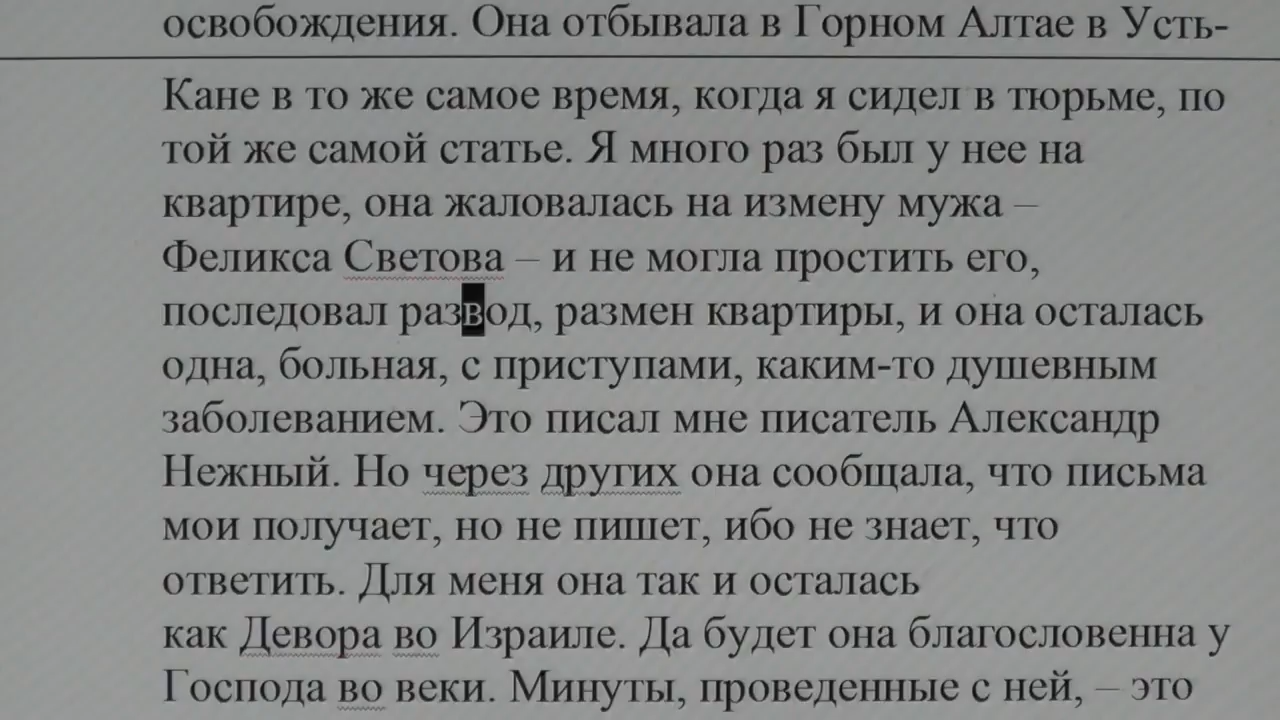 освобождения. Она отбывала в Горном Алтае в Усть-
Кане в то же самое время, когда я сидел в тюрьме, по
той же самой статье. Я много раз был у нее на
квартире, она жаловалась на измену мужа –
Феликса Светова – и не могла простить его,
последовал развод, размен квартиры, и она осталась
одна, больная, с приступами, каким-то душевным
заболеванием. Это писал мне писатель Александр
Нежный. Но через других она сообщала, что письма
мои получает, но не пишет, ибо не знает, что
ответить. Для меня она так и осталась
как Девора во Израиле. Да будет она благословенна у
Господа во веки. Минуты, проведенные с ней, – это